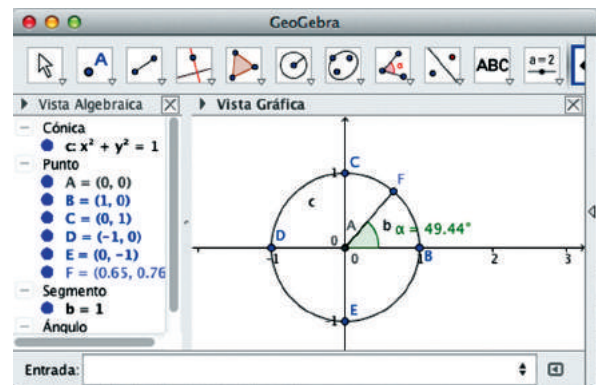 GeoGebra
A
α
ABC
a=2
Vista Algebraica
Vista Gráfica
Cónica
c: x² + y² = 1
Punto
A = (0, 0)
B = (1, 0)
C = (0, 1)
D = (-1, 0)
E = (0, -1)
F = (0.65, 0.76
Segmento
b = 1
Ángulo
1
C
F
c
A
b
α = 49.44°
D
0
B
-1
0
1
2
3
E
-1
Entrada: